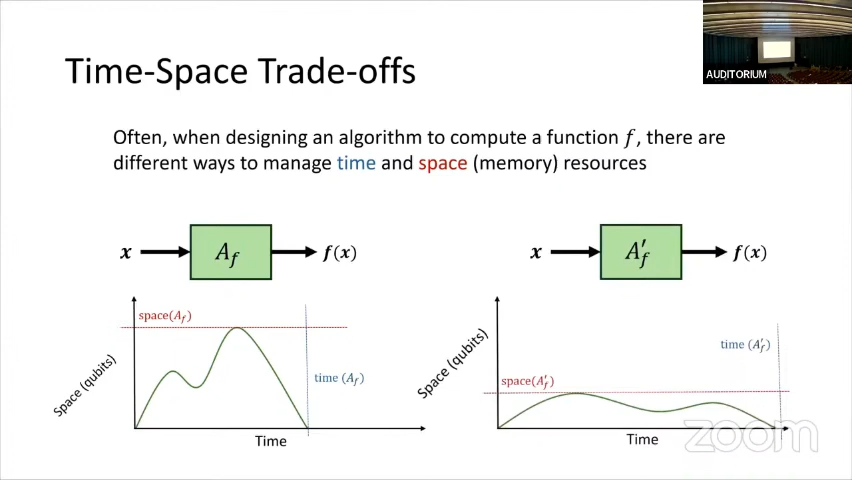 AUDITORIUM
Time-Space Trade-offs
Often, when designing an algorithm to compute a function f, there are
different ways to manage time and space (memory) resources
x A_f f(x)
x A′_f f(x)
space(A_f)
time (A_f)
Space (qubits)
Time
space(A′_f)
time (A′_f)
Space (qubits)
Time
zoom